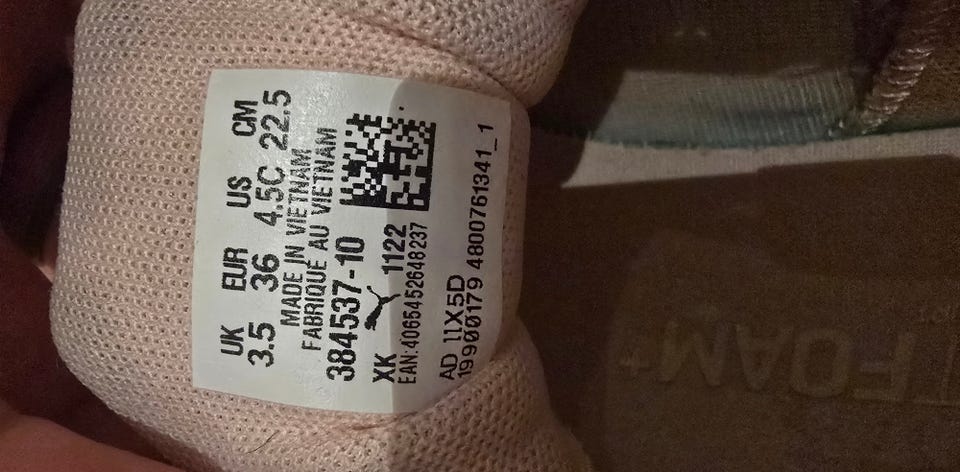 UK EUR US CM
3.5 36 4.5C 22.5
MADE IN VIETNAM
FABRIQUE AU VIETNAM
384537-10
XK 1122
EAN:4065452648237
AD 11X5D
19900179 4800761341_1
FOAM+